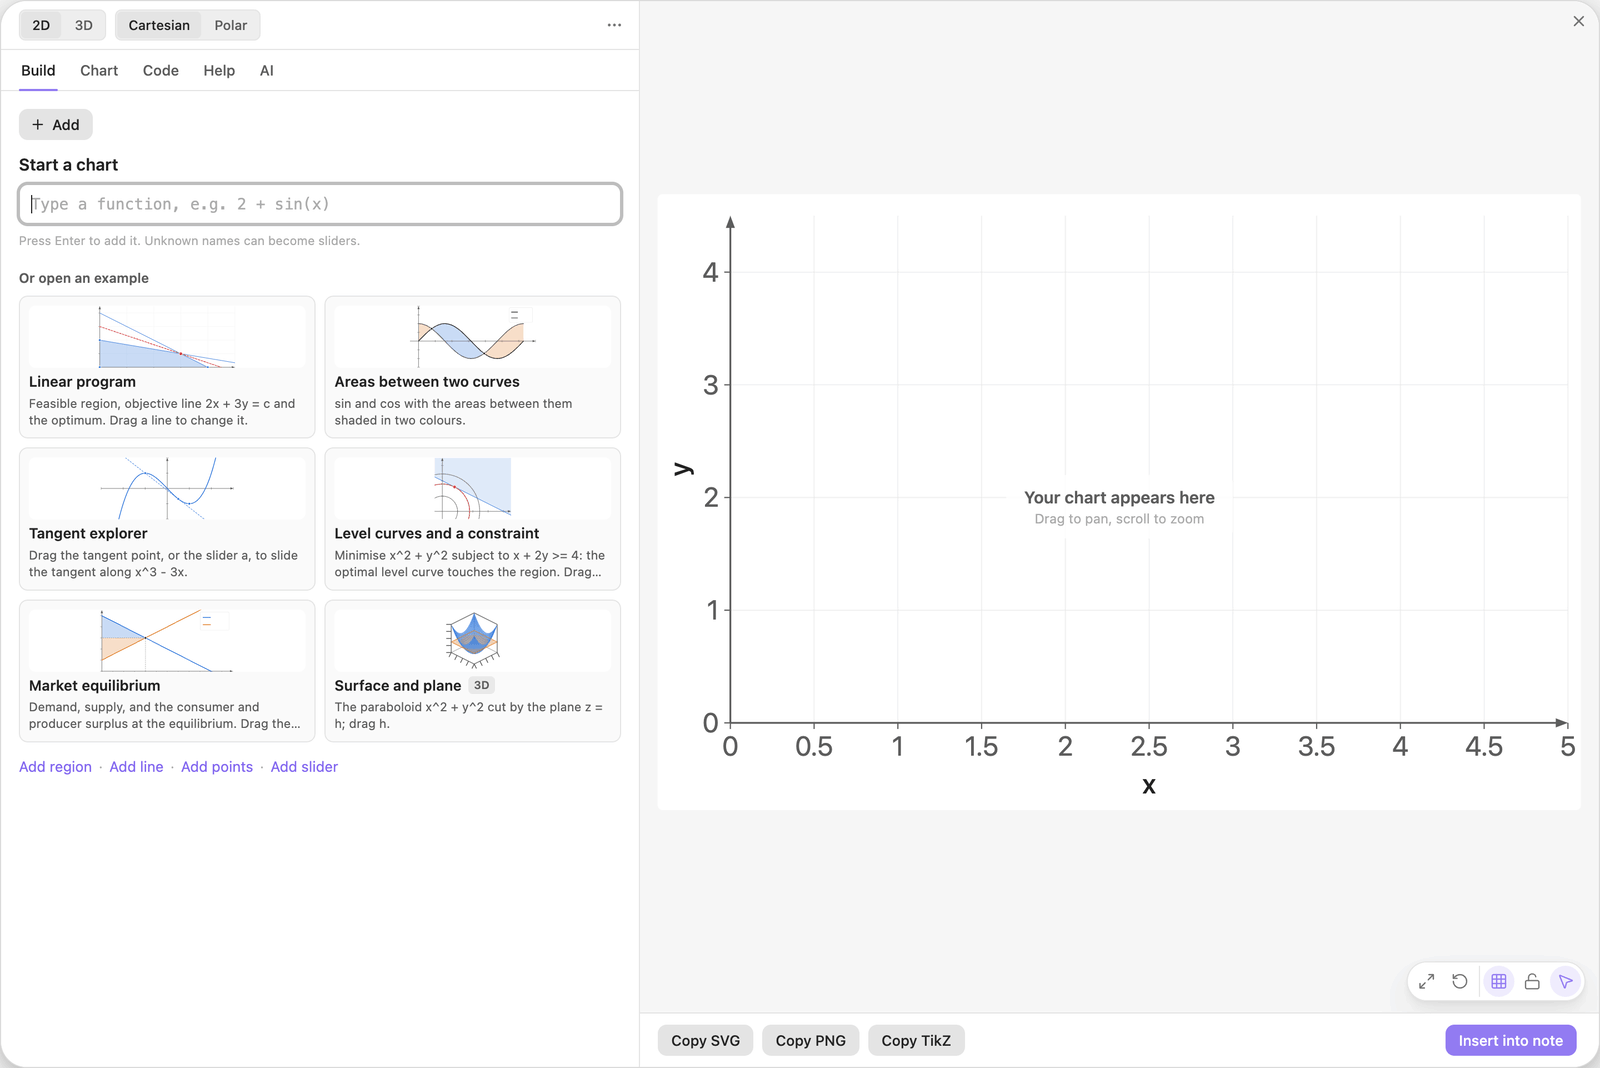 2D 3D Cartesian Polar
Build Chart Code Help AI
+ Add
Start a chart
Type a function, e.g. 2 + sin(x)
Press Enter to add it. Unknown names can become sliders.
Or open an example
Linear program
Feasible region, objective line 2x + 3y = c and
the optimum. Drag a line to change it.
Areas between two curves
sin and cos with the areas between them
shaded in two colours.
Tangent explorer
Drag the tangent point, or the slider a, to slide
the tangent along x^3 - 3x.
Level curves and a constraint
Minimise x^2 + y^2 subject to x + 2y >= 4: the
optimal level curve touches the region. Drag...
Market equilibrium
Demand, supply, and the consumer and
producer surplus at the equilibrium. Drag the...
Surface and plane 3D
The paraboloid x^2 + y^2 cut by the plane z =
h; drag h.
Add region · Add line · Add points · Add slider
4
3
y
2
1
0
Your chart appears here
Drag to pan, scroll to zoom
0 0.5 1 1.5 2 2.5 3 3.5 4 4.5 5
x
Copy SVG Copy PNG Copy TikZ Insert into note